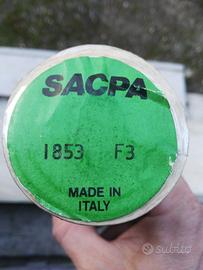 SACPA
1853 F3
MADE IN
ITALY
subito